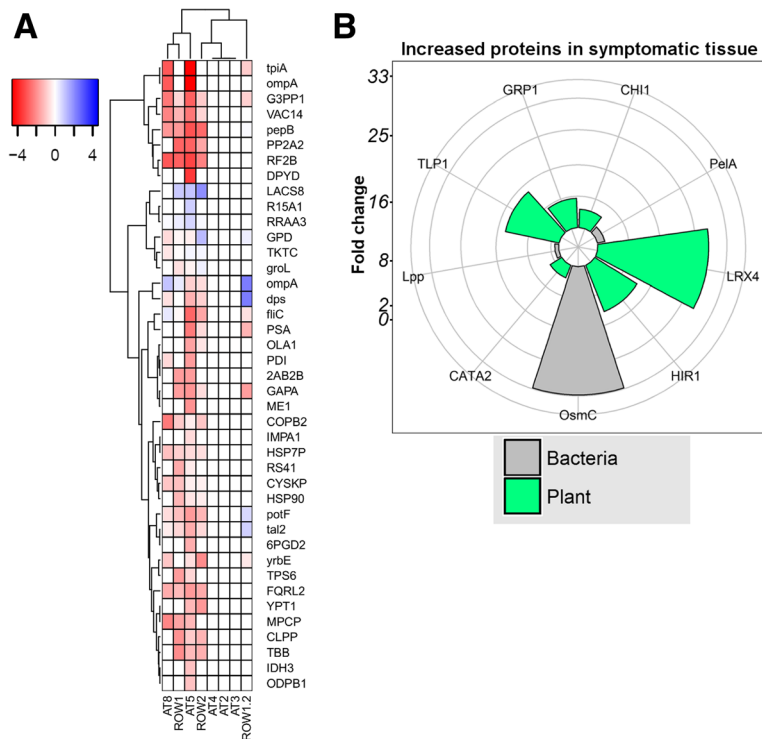 A
−4
0
4
tpiA
ompA
G3PP1
VAC14
pepB
PP2A2
RF2B
DPYD
LACS8
R15A1
RRAA3
GPD
TKTC
groL
ompA
dps
fliC
PSA
OLA1
PDI
2AB2B
GAPA
ME1
COPB2
IMPA1
HSP7P
RS41
CYSKP
HSP90
potF
tal2
6PGD2
yrbE
TPS6
FQRL2
YPT1
MPCP
CLPP
TBB
IDH3
ODPB1
AT8
ROW1
AT5
ROW2
AT4
AT2
AT3
ROW1.2
B
Increased proteins in symptomatic tissue
Fold change
33
25
16
8
2
0
GRP1
CHI1
TLP1
PelA
Lpp
LRX4
CATA2
HIR1
OsmC
Bacteria
Plant